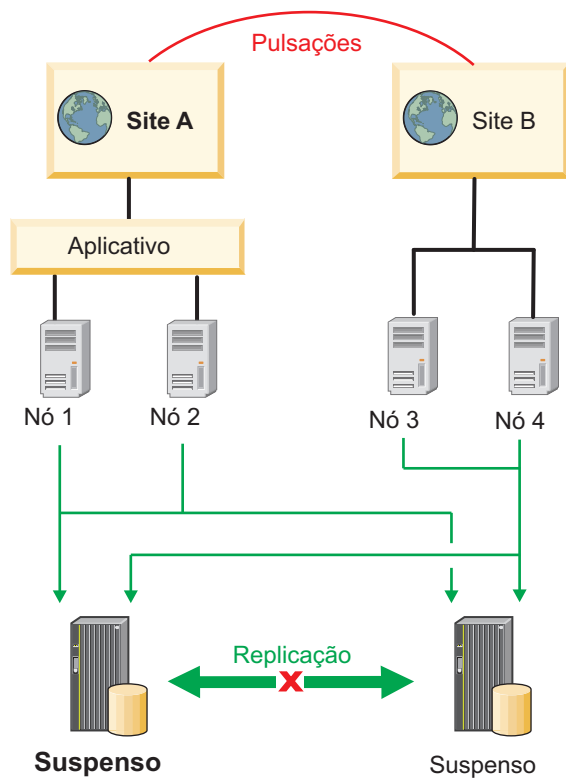 Pulsações
Site A
Site B
Aplicativo
Nó 1
Nó 2
Nó 3
Nó 4
Replicação
X
Suspenso
Suspenso